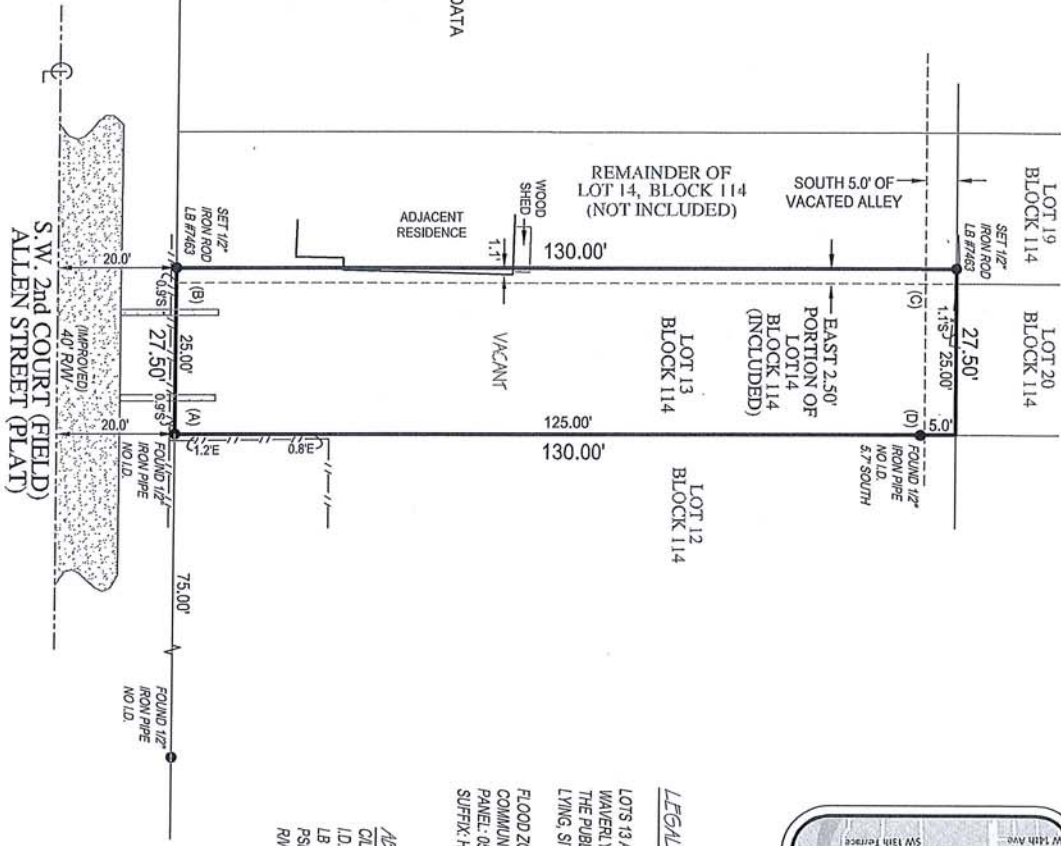 DATA
LOT 19
BLOCK 114
LOT 20
BLOCK 114
SET 1/2"
IRON ROD
LB #7463
SOUTH 5.0' OF
VACATED ALLEY
REMAINDER OF
LOT 14, BLOCK 114
(NOT INCLUDED)
WOOD
SHED
ADJACENT
RESIDENCE
1.1'
130.00'
(C)
1.1'S
25.00'
27.50'
(D)
5.0'
FOUND 1/2"
IRON PIPE
NO I.D.
5.7' SOUTH
EAST 2.50'
PORTION OF
LOT14
BLOCK 114
(INCLUDED)
LOT 13
BLOCK 114
VACANT
125.00'
130.00'
LOT 12
BLOCK 114
SET 1/2"
IRON ROD
LB #7463
20.0'
0.9'S
(B)
25.00'
27.50'
(A)
0.9'S
20.0'
1.2'E
0.8'E
FOUND 1/2"
IRON PIPE
NO I.D.
75.00'
FOUND 1/2"
IRON PIPE
NO I.D.
(IMPROVED)
40' R/W
S.W. 2nd COURT (FIELD)
ALLEN STREET (PLAT)
W 14th Ave
SW 13th Terrace
LEGAL
LOTS 13
WAVERLY
THE PUBL
LYING, S
FLOOD ZO
COMMUN
PANEL: 05
SUFFIX: H
I.D.
LB